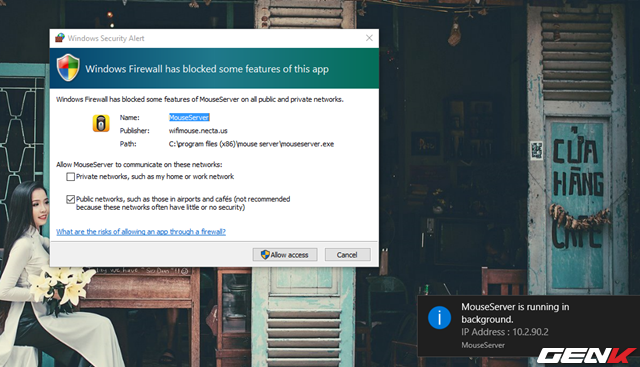 Windows Security Alert
Windows Firewall has blocked some features of this app
Windows Firewall has blocked some features of MouseServer on all public and private networks.
Name: MouseServer
Publisher: wifimouse.necta.us
Path: C:\program files (x86)\mouse server\mouseserver.exe
Allow MouseServer to communicate on these networks:
Private networks, such as my home or work network
Public networks, such as those in airports and cafés (not recommended
because these networks often have little or no security)
What are the risks of allowing an app through a firewall?
Allow access
Cancel
CỬA
HÀNG
CAFE
MouseServer is running in
background.
IP Address : 10.2.90.2
MouseServer
GENK